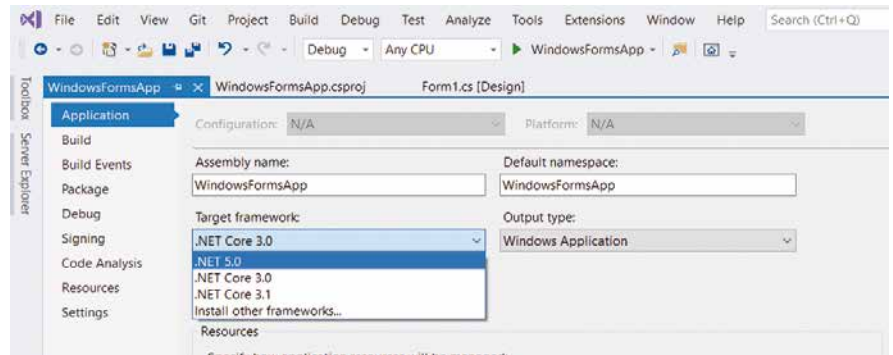 File Edit View Git Project Build Debug Test Analyze Tools Extensions Window Help Search (Ctrl+Q)
Debug Any CPU WindowsFormsApp
Toolbox
Server Explorer
WindowsFormsApp WindowsFormsApp.csproj Form1.cs [Design]
Application
Build
Build Events
Package
Debug
Signing
Code Analysis
Resources
Settings
Configuration: N/A Platform: N/A
Assembly name: Default namespace:
WindowsFormsApp WindowsFormsApp
Target framework: Output type:
.NET Core 3.0 Windows Application
.NET 5.0
.NET Core 3.0
.NET Core 3.1
Install other frameworks...
Resources